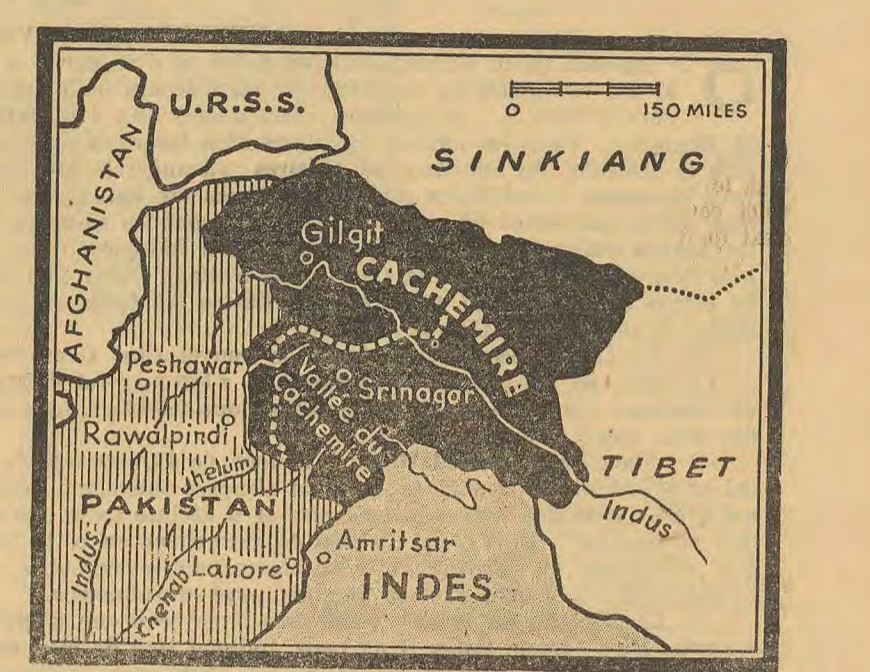 U.R.S.S.
0 150 MILES
SINKIANG
AFGHANISTAN
Gilgit
CACHEMIRE
Peshawar
Vallée du
Cachemire
Srinagar
Rawalpindi
Jhelum
TIBET
PAKISTAN
Indus
Indus
Amritsar
Lahore
Chenab
INDES